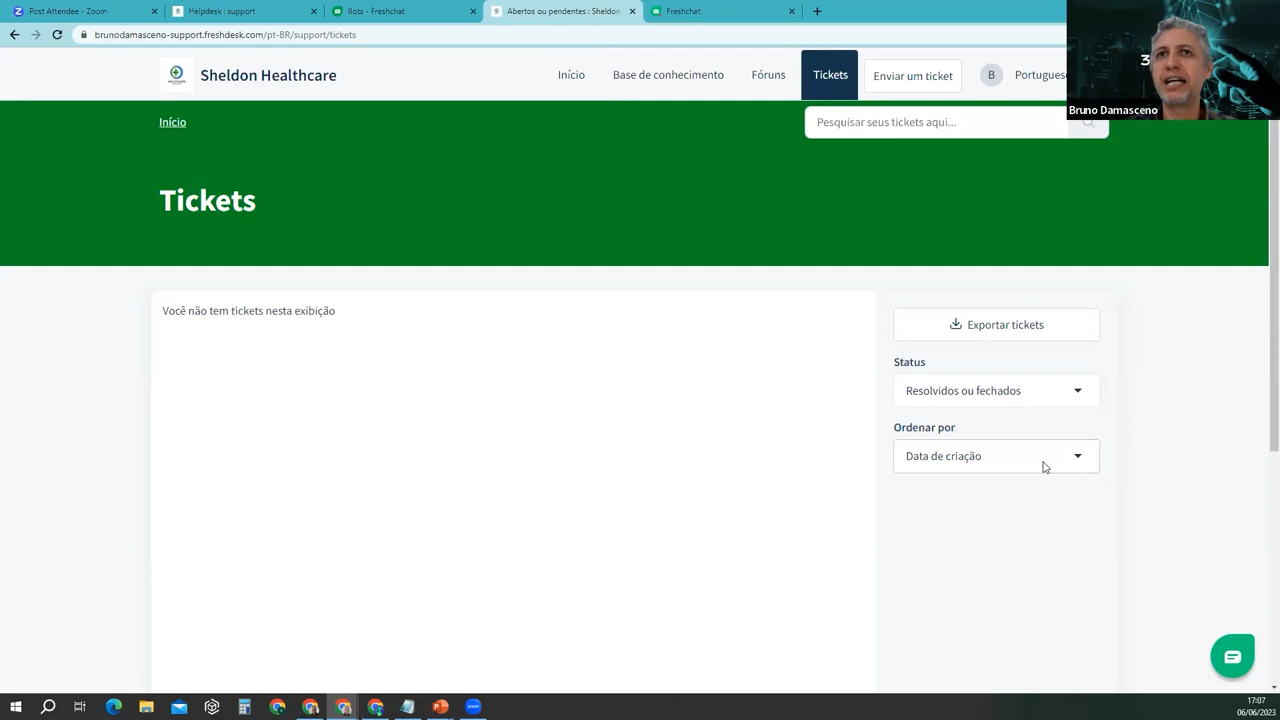 Post Attendee - Zoom
Helpdesk : support
Bots - Freshchat
Abertos ou pendentes : Sheldon
Freshchat
brunodamasceno-support.freshdesk.com/pt-BR/support/tickets
Sheldon Healthcare
Início
Base de conhecimento
Fóruns
Tickets
Enviar um ticket
B
Portugues
3
Bruno Damasceno
Início
Pesquisar seus tickets aqui...
Tickets
Você não tem tickets nesta exibição
Exportar tickets
Status
Resolvidos ou fechados
Ordenar por
Data de criação
17:07
06/06/2023